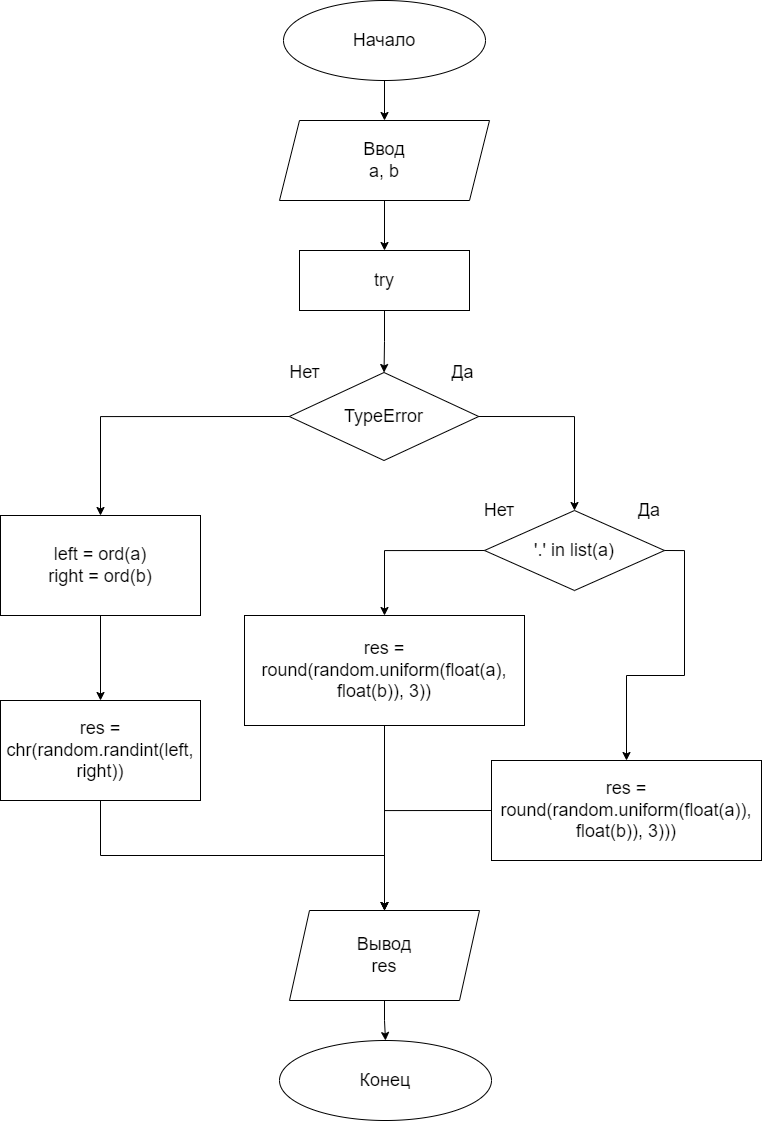 Начало
Ввод
a, b
try
Нет
Да
TypeError
left = ord(a)
right = ord(b)
res =
chr(random.randint(left,
right))
Нет
Да
'.' in list(a)
res =
round(random.uniform(float(a),
float(b)), 3))
res =
round(random.uniform(float(a)),
float(b)), 3)))
Вывод
res
Конец